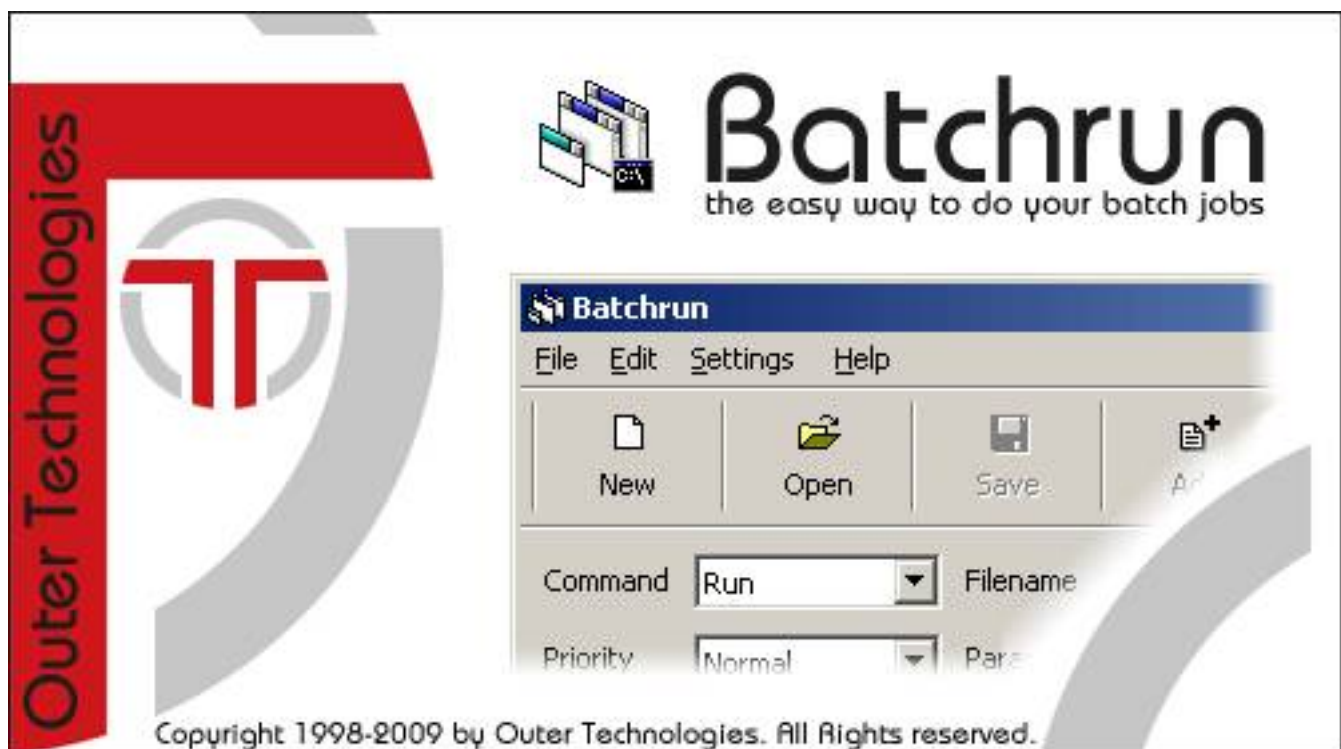 Outer Technologies
Batchrun
the easy way to do your batch jobs
C:\
Batchrun
File Edit Settings Help
New Open Save
Command Run Filename
Priority Normal
Copyright 1998-2009 by Outer Technologies. All Rights reserved.